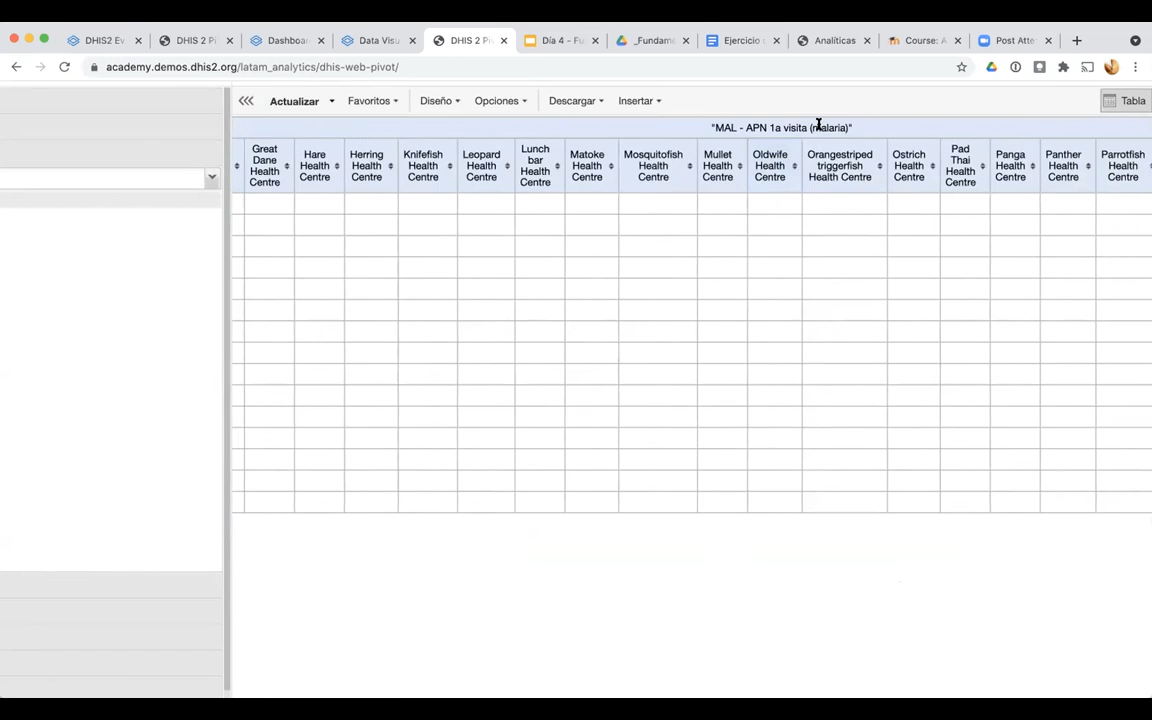 DHIS2 Ev
DHIS 2 Pi
Dashboa
Data Visu
DHIS 2 Pi
Día 4 - Fu
_Fundam
Ejercicio
Analíticas
Course: A
Post Atte
academy.demos.dhis2.org/latam_analytics/dhis-web-pivot/
Actualizar
Favoritos
Diseño
Opciones
Descargar
Insertar
Tabla
"MAL - APN 1a visita (malaria)"
Great Dane Health Centre
Hare Health Centre
Herring Health Centre
Knifefish Health Centre
Leopard Health Centre
Lunch bar Health Centre
Matoke Health Centre
Mosquitofish Health Centre
Mullet Health Centre
Oldwife Health Centre
Orangestriped triggerfish Health Centre
Ostrich Health Centre
Pad Thai Health Centre
Panga Health Centre
Panther Health Centre
Parrotfish Health Centre